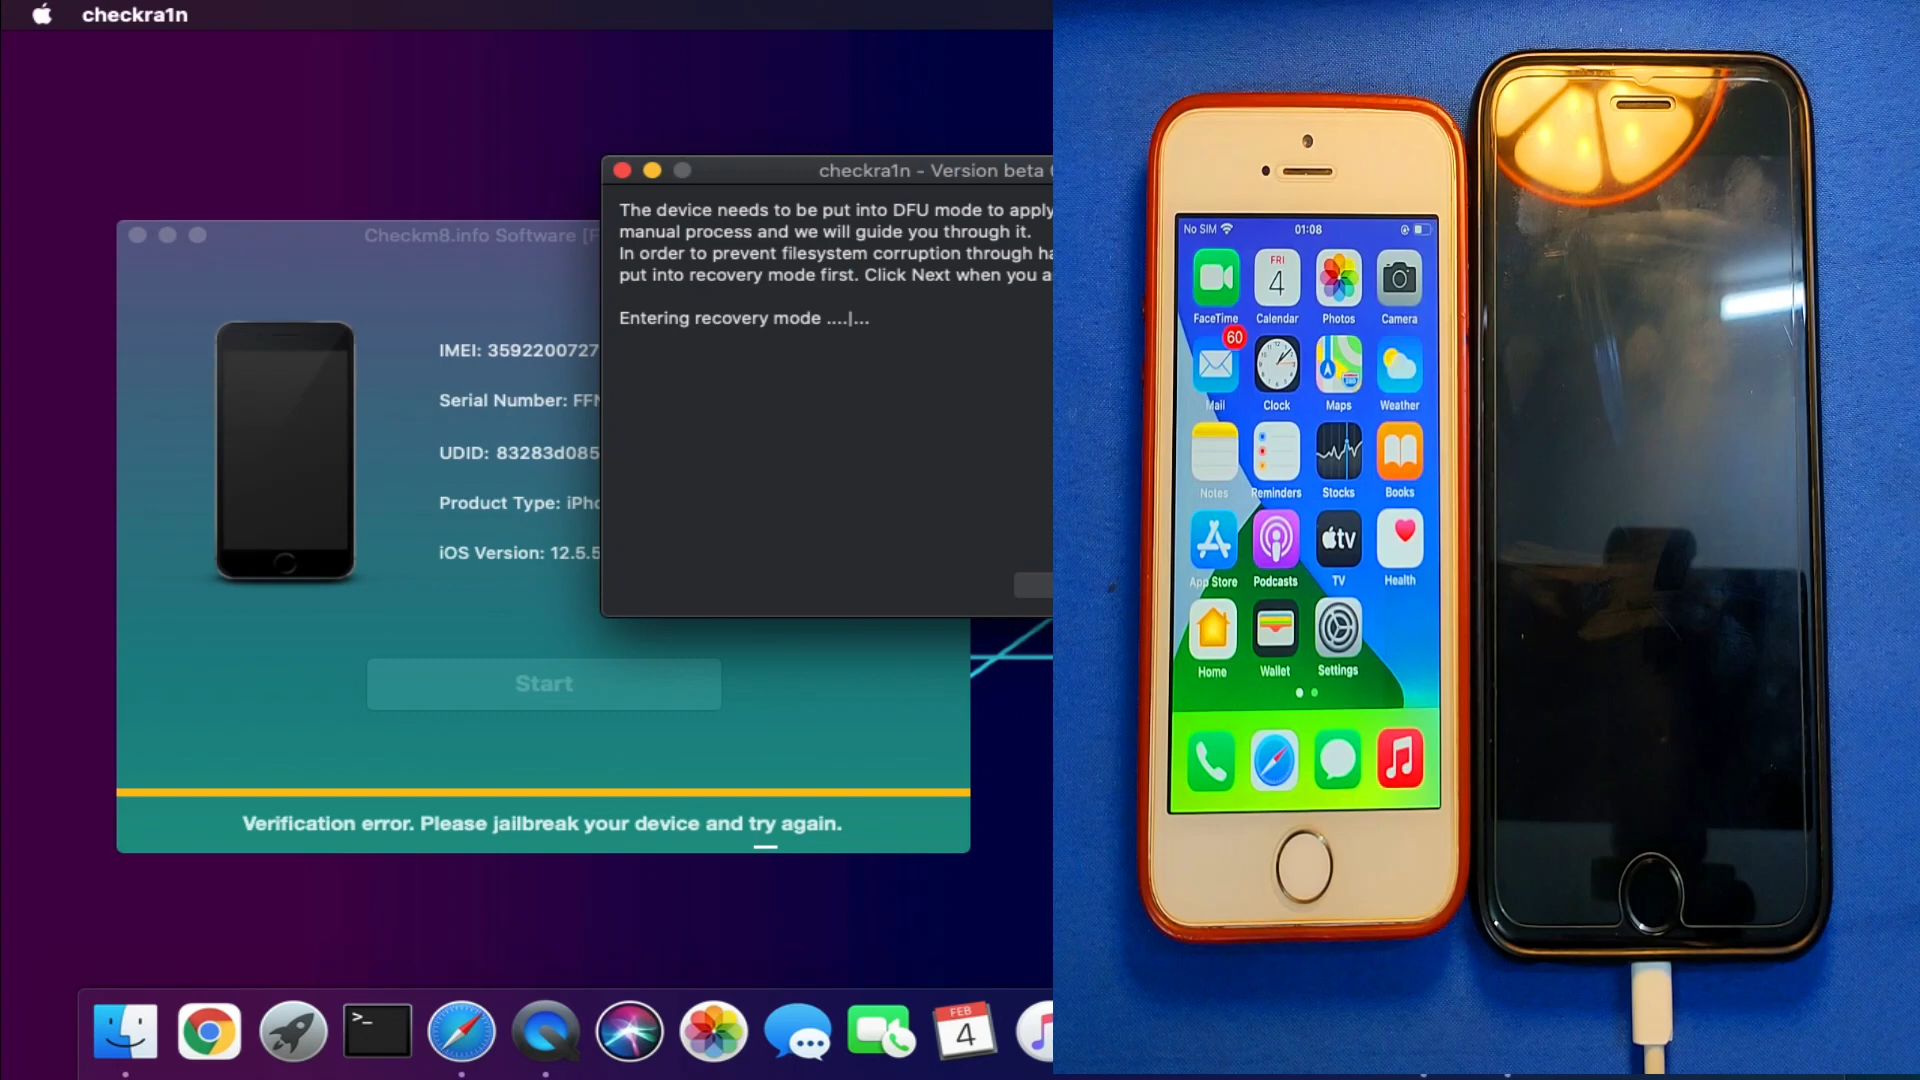 checkra1n
checkra1n - Version beta
The device needs to be put into DFU mode to apply
manual process and we will guide you through it.
In order to prevent filesystem corruption through ha
put into recovery mode first. Click Next when you a
Entering recovery mode ....|...
Checkm8.info Software [F
IMEI: 3592200727
Serial Number: FFN
UDID: 83283d085
Product Type: iPho
iOS Version: 12.5.5
Start
Verification error. Please jailbreak your device and try again.
>_
FEB
4
No SIM 01:08
FRI
4
FaceTime Calendar Photos Camera
60
280
Mail Clock Maps Weather
Notes Reminders Stocks Books
tv
App Store Podcasts TV Health
Home Wallet Settings